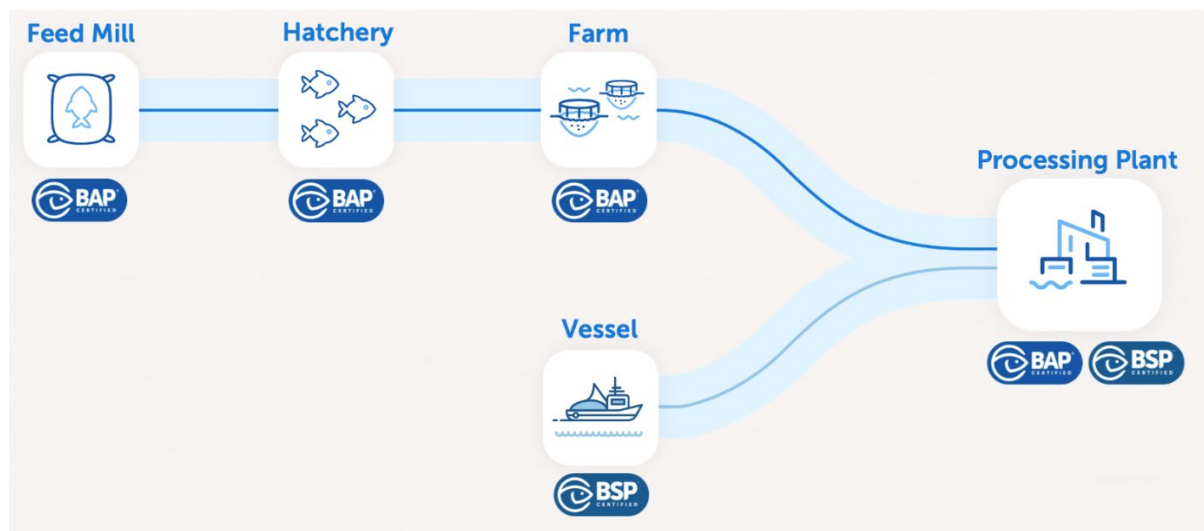 Feed Mill
Hatchery
Farm
BAP®
CERTIFIED
BAP®
CERTIFIED
BAP®
CERTIFIED
Processing Plant
BAP®
CERTIFIED
BSP
CERTIFIED
Vessel
BSP
CERTIFIED